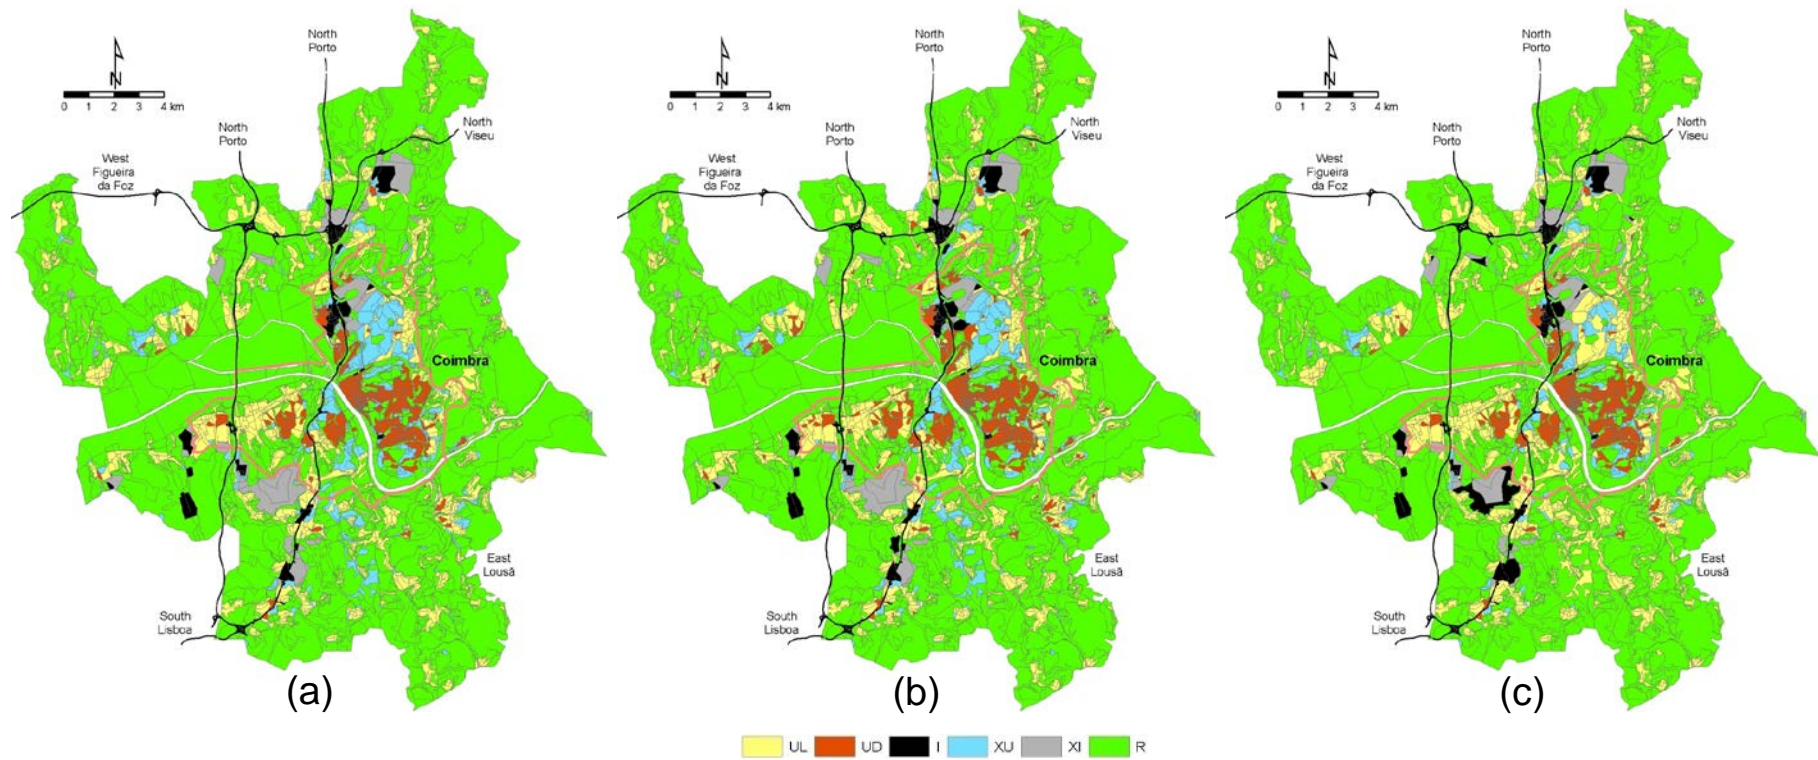 North
Porto
N
0 1 2 3 4 km
North
Porto
North
Viseu
West
Figueira
da Foz
Coimbra
East
Lousã
South
Lisboa
(a)
North
Porto
N
0 1 2 3 4 km
North
Porto
North
Viseu
West
Figueira
da Foz
Coimbra
East
Lousã
South
Lisboa
(b)
North
Porto
N
0 1 2 3 4 km
North
Porto
North
Viseu
West
Figueira
da Foz
Coimbra
East
Lousã
South
Lisboa
(c)
UL UD I XU XI R